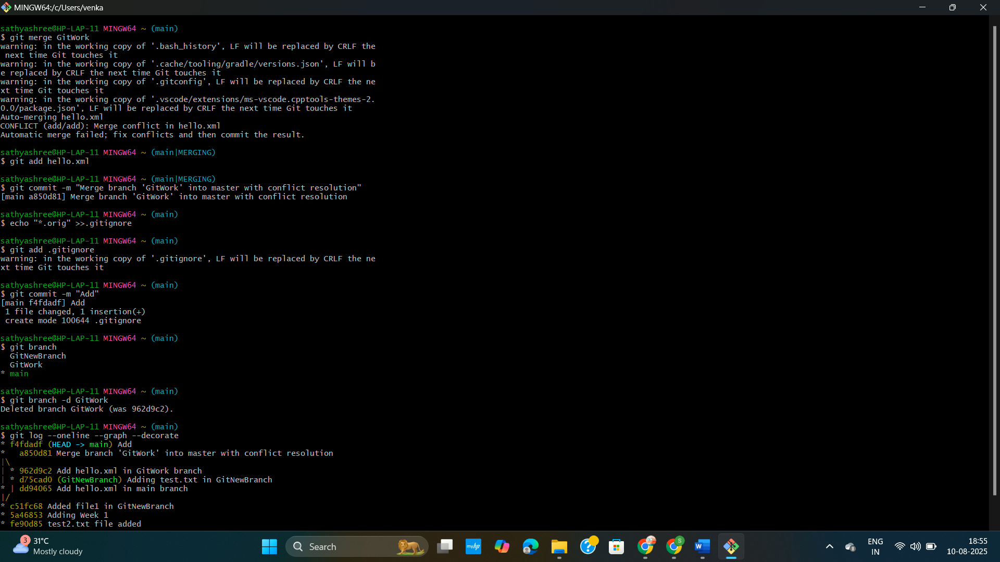 MINGW64:/c/Users/venka
sathyashree@HP-LAP-11 MINGW64 ~ (main)
$ git merge GitWork
warning: in the working copy of '.bash_history', LF will be replaced by CRLF the
 next time Git touches it
warning: in the working copy of '.cache/tooling/gradle/versions.json', LF will b
e replaced by CRLF the next time Git touches it
warning: in the working copy of '.gitconfig', LF will be replaced by CRLF the ne
xt time Git touches it
warning: in the working copy of '.vscode/extensions/ms-vscode.cpptools-themes-2.
0.0/package.json', LF will be replaced by CRLF the next time Git touches it
Auto-merging hello.xml
CONFLICT (add/add): Merge conflict in hello.xml
Automatic merge failed; fix conflicts and then commit the result.
sathyashree@HP-LAP-11 MINGW64 ~ (main|MERGING)
$ git add hello.xml
sathyashree@HP-LAP-11 MINGW64 ~ (main|MERGING)
$ git commit -m "Merge branch 'GitWork' into master with conflict resolution"
[main a850d81] Merge branch 'GitWork' into master with conflict resolution
sathyashree@HP-LAP-11 MINGW64 ~ (main)
$ echo "*.orig" >>.gitignore
sathyashree@HP-LAP-11 MINGW64 ~ (main)
$ git add .gitignore
warning: in the working copy of '.gitignore', LF will be replaced by CRLF the ne
xt time Git touches it
sathyashree@HP-LAP-11 MINGW64 ~ (main)
$ git commit -m "Add"
[main f4fdadf] Add
 1 file changed, 1 insertion(+)
 create mode 100644 .gitignore
sathyashree@HP-LAP-11 MINGW64 ~ (main)
$ git branch
  GitNewBranch
  GitWork
* main
sathyashree@HP-LAP-11 MINGW64 ~ (main)
$ git branch -d GitWork
Deleted branch GitWork (was 962d9c2).
sathyashree@HP-LAP-11 MINGW64 ~ (main)
$ git log --oneline --graph --decorate
* f4fdadf (HEAD -> main) Add
*   a850d81 Merge branch 'GitWork' into master with conflict resolution
|\
| * 962d9c2 Add hello.xml in GitWork branch
| * d75cad0 (GitNewBranch) Adding test.txt in GitNewBranch
* | dd94065 Add hello.xml in main branch
|/
* c51fc68 Added file1 in GitNewBranch
* 5a46853 Adding Week 1
* fe90d85 test2.txt file added
3
31°C
Mostly cloudy
Search
myhp
S
W
ENG
IN
18:55
10-08-2025